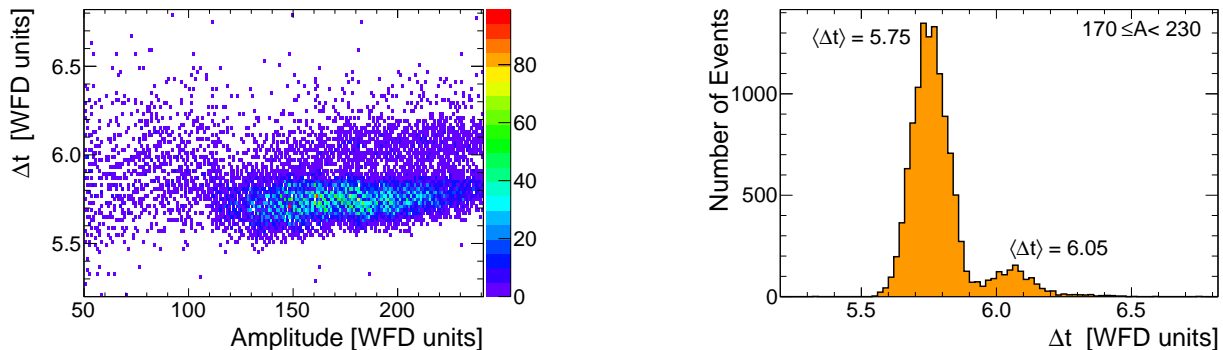 Δt [WFD units]
6.5
6.0
5.5
50
100
150
200
Amplitude [WFD units]
80
60
40
20
0
Number of Events
1000
500
0
⟨Δt⟩ = 5.75
170 ≤A< 230
⟨Δt⟩ = 6.05
5.5
6.0
6.5
Δt [WFD units]